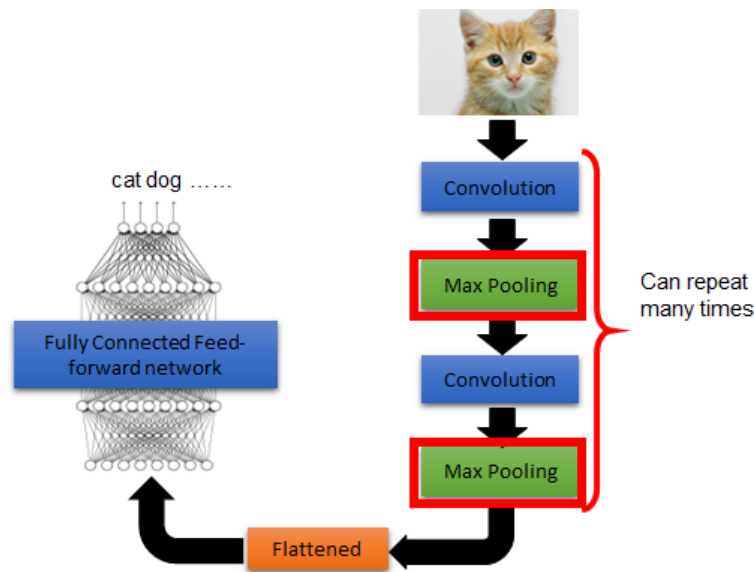 Convolution
Max Pooling
Convolution
Max Pooling
Can repeat
many times
Flattened
Fully Connected Feed-
forward network
cat dog ……